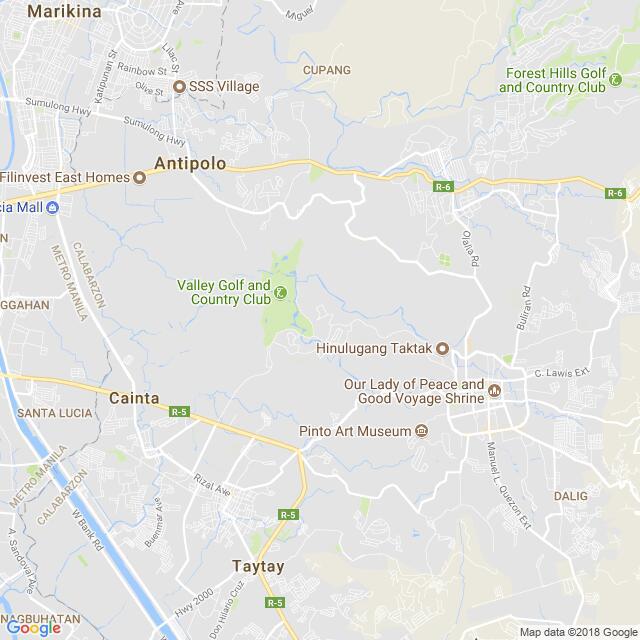 Marikina
Miguel
Ave
Lilac St
Katipunan St
Rainbow St
Olive St
SSS Village
CUPANG
Forest Hills Golf
and Country Club
Sumulong Hwy
Sumulong Hwy
Antipolo
Filinvest East Homes
R-6
R-6
cia Mall
Olalia Rd
CALABARZON
METRO MANILA
Valley Golf and
Country Club
GGAHAN
Buliran Rd
Hinulugang Taktak
C. Lawis Ext
Our Lady of Peace and
Good Voyage Shrine
Cainta
R-5
SANTA LUCIA
Pinto Art Museum
METRO MANILA
CALABARZON
Rizal Ave
Manuel L. Quezon Ext
DALIG
W Bank Rd
Buenmar Ave
R-5
A. Sandoval Ave
Taytay
Don Hilario Cruz
Hwy 2000
R-5
NAGBUHATAN
Google
Map data ©2018 Google